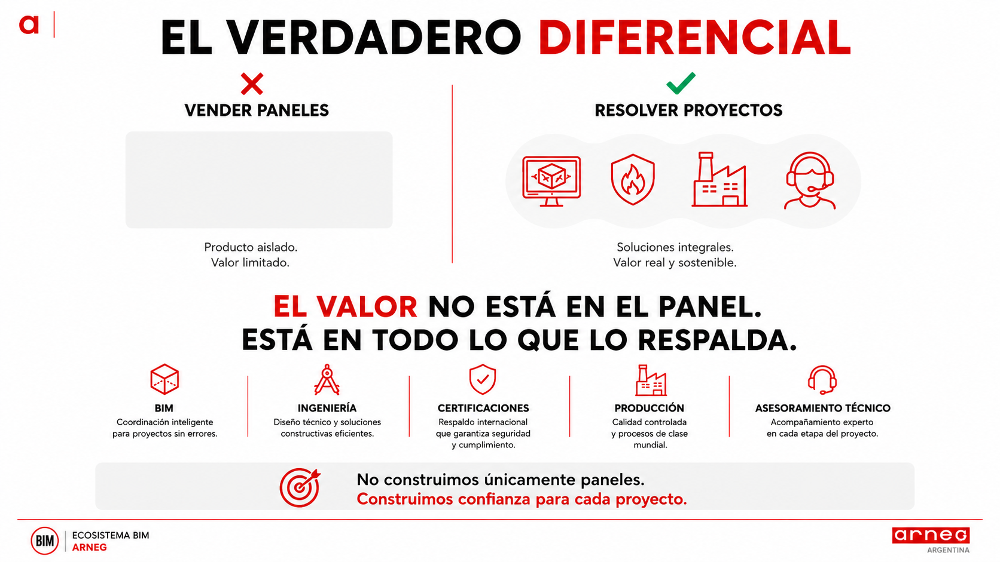 a
EL VERDADERO DIFERENCIAL
VENDER PANELES
Producto aislado.
Valor limitado.
RESOLVER PROYECTOS
Soluciones integrales.
Valor real y sostenible.
EL VALOR NO ESTÁ EN EL PANEL.
ESTÁ EN TODO LO QUE LO RESPALDA.
BIM
Coordinación inteligente
para proyectos sin errores.
INGENIERÍA
Diseño técnico y soluciones
constructivas eficientes.
CERTIFICACIONES
Respaldo internacional
que garantiza seguridad
y cumplimiento.
PRODUCCIÓN
Calidad controlada
y procesos de clase
mundial.
ASESORAMIENTO TÉCNICO
Acompañamiento experto
en cada etapa del proyecto.
No construimos únicamente paneles.
Construimos confianza para cada proyecto.
BIM
ECOSISTEMA BIM
ARNEG
arneg
ARGENTINA